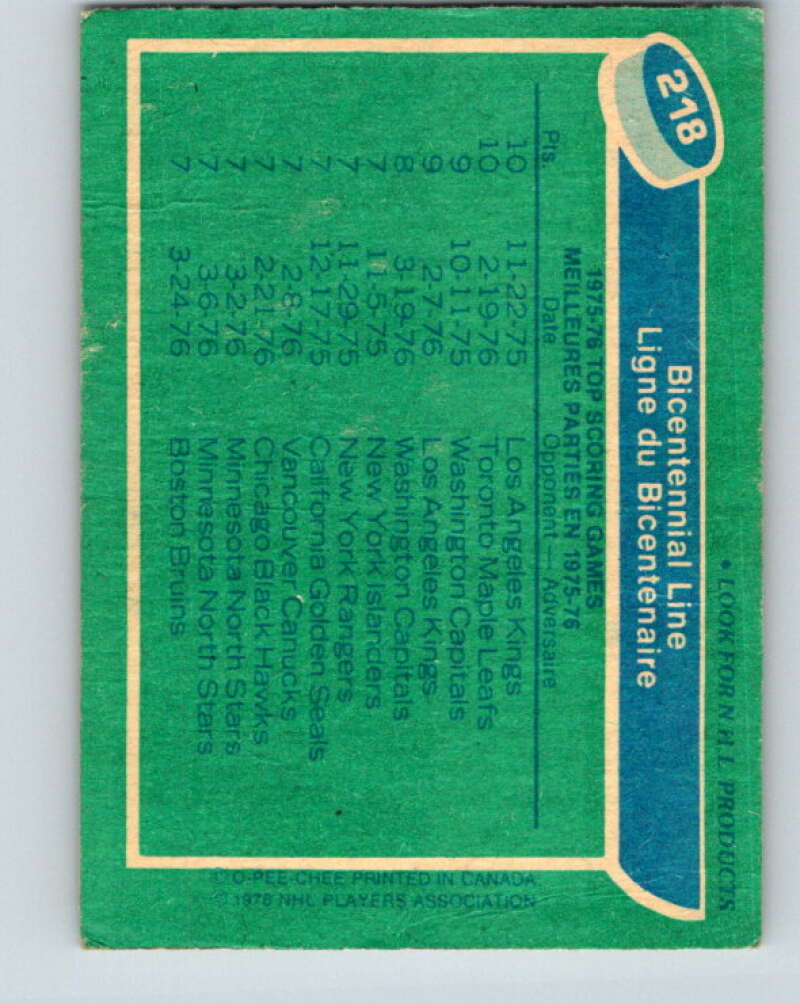 • LOOK FOR N H L PRODUCTS
218
Bicentennial Line
Ligne du Bicentenaire
1975-76 TOP SCORING GAMES
MEILLEURES PARTIES EN 1975-76
Pts. Date Opponent — Adversaire
10 11-22-75 Los Angeles Kings
10 2-19-76 Toronto Maple Leafs
9 10-11-75 Washington Capitals
9 2-7-76 Los Angeles Kings
8 3-19-76 Washington Capitals
7 11-5-75 New York Islanders
7 11-29-75 New York Rangers
7 12-17-75 California Golden Seals
7 2-8-76 Vancouver Canucks
7 2-21-76 Chicago Black Hawks
7 3-2-76 Minnesota North Stars
7 3-6-76 Minnesota North Stars
7 3-24-76 Boston Bruins
© O-PEE-CHEE PRINTED IN CANADA
© 1976 NHL PLAYERS ASSOCIATION